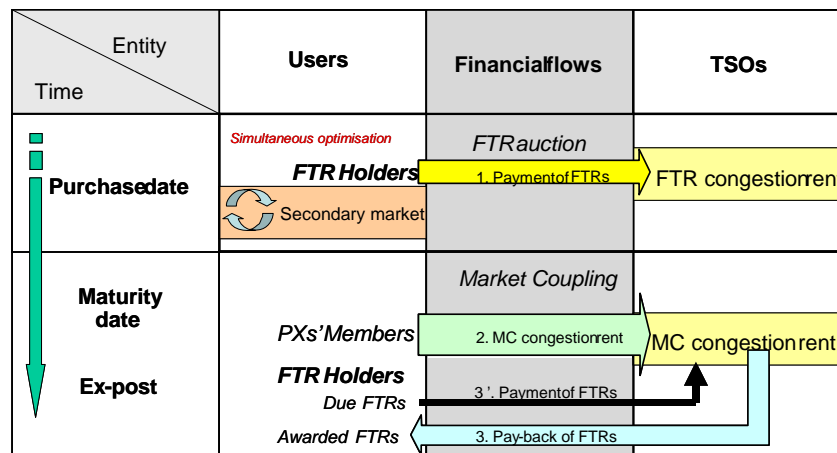 Entity
Time
Users
Financialflows
TSOs
Purchasedate
Simultaneous optimisation
FTR Holders
Secondary market
FTRauction
1. Paymentof FTRs
FTR congestionren
Maturity
date
Ex-post
Market Coupling
PXs'Members
2. MC congestionrent
MC congestionrent
FTR Holders
Due FTRs
3 '. Paymentof FTRs
Awarded FTRs
3. Pay-back of FTRs